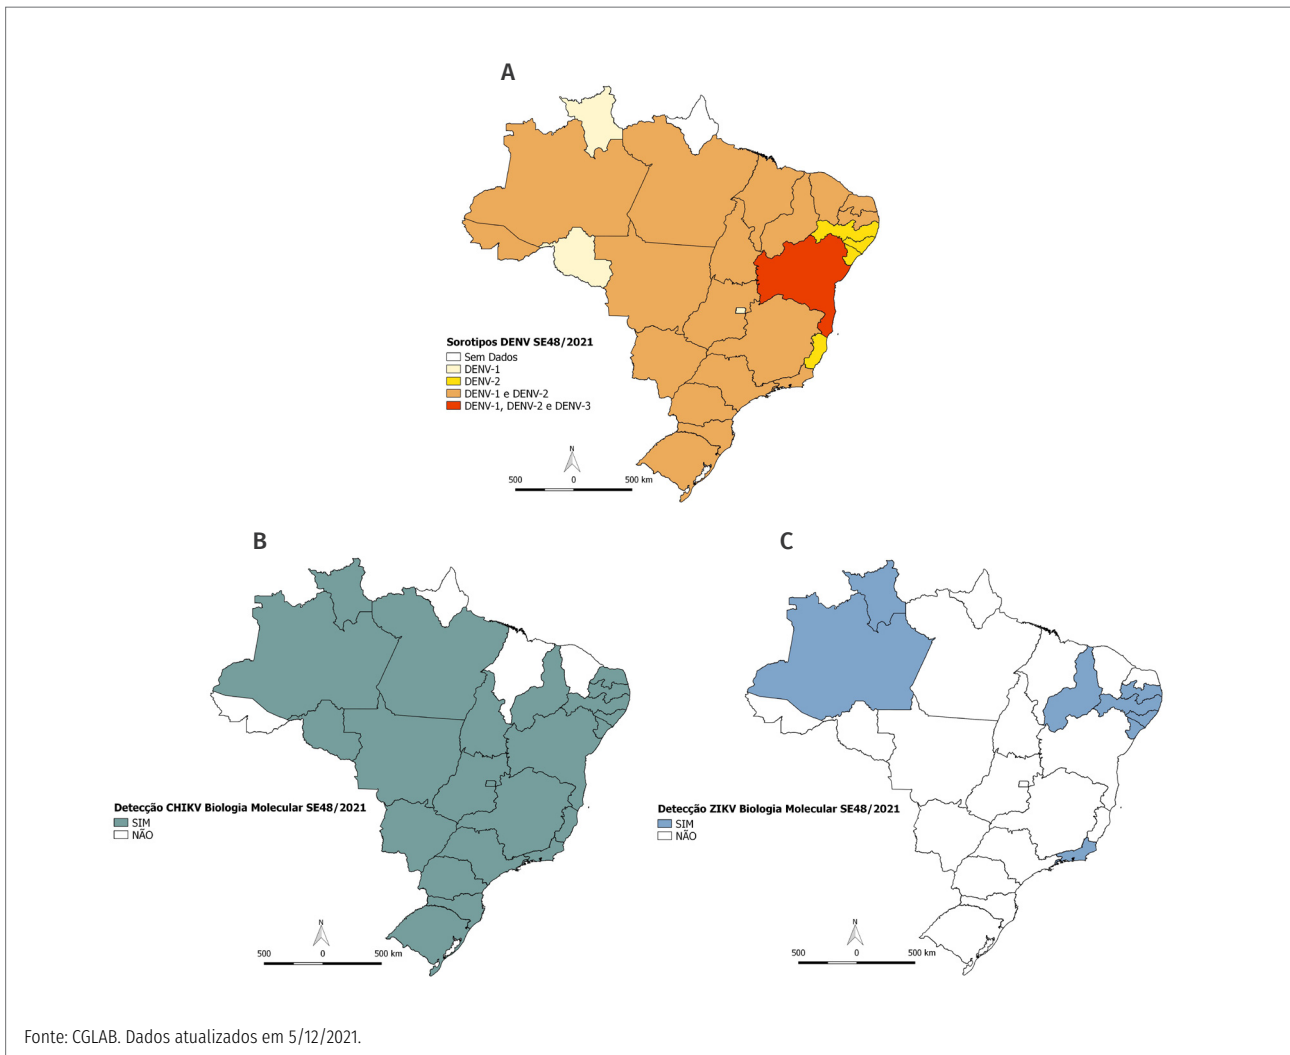 A
Sorotipos DENV SE48/2021
Sem Dados
DENV-1
DENV-2
DENV-1 e DENV-2
DENV-1, DENV-2 e DENV-3
N
500 0 500 km
B
Detecção CHIKV Biologia Molecular SE48/2021
SIM
NÃO
N
500 0 500 km
C
Detecção ZIKV Biologia Molecular SE48/2021
SIM
NÃO
N
500 0 500 km
Fonte: CGLAB. Dados atualizados em 5/12/2021.